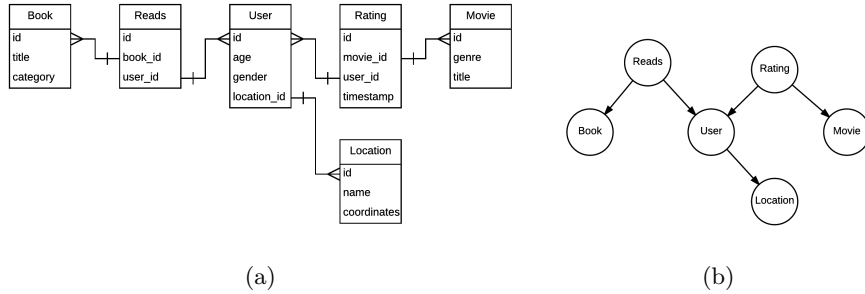 Book
id
title
category
Reads
id
book_id
user_id
User
id
age
gender
location_id
Rating
id
movie_id
user_id
timestamp
Movie
id
genre
title
Location
id
name
coordinates
(a)
Reads
Rating
Book
User
Movie
Location
(b)